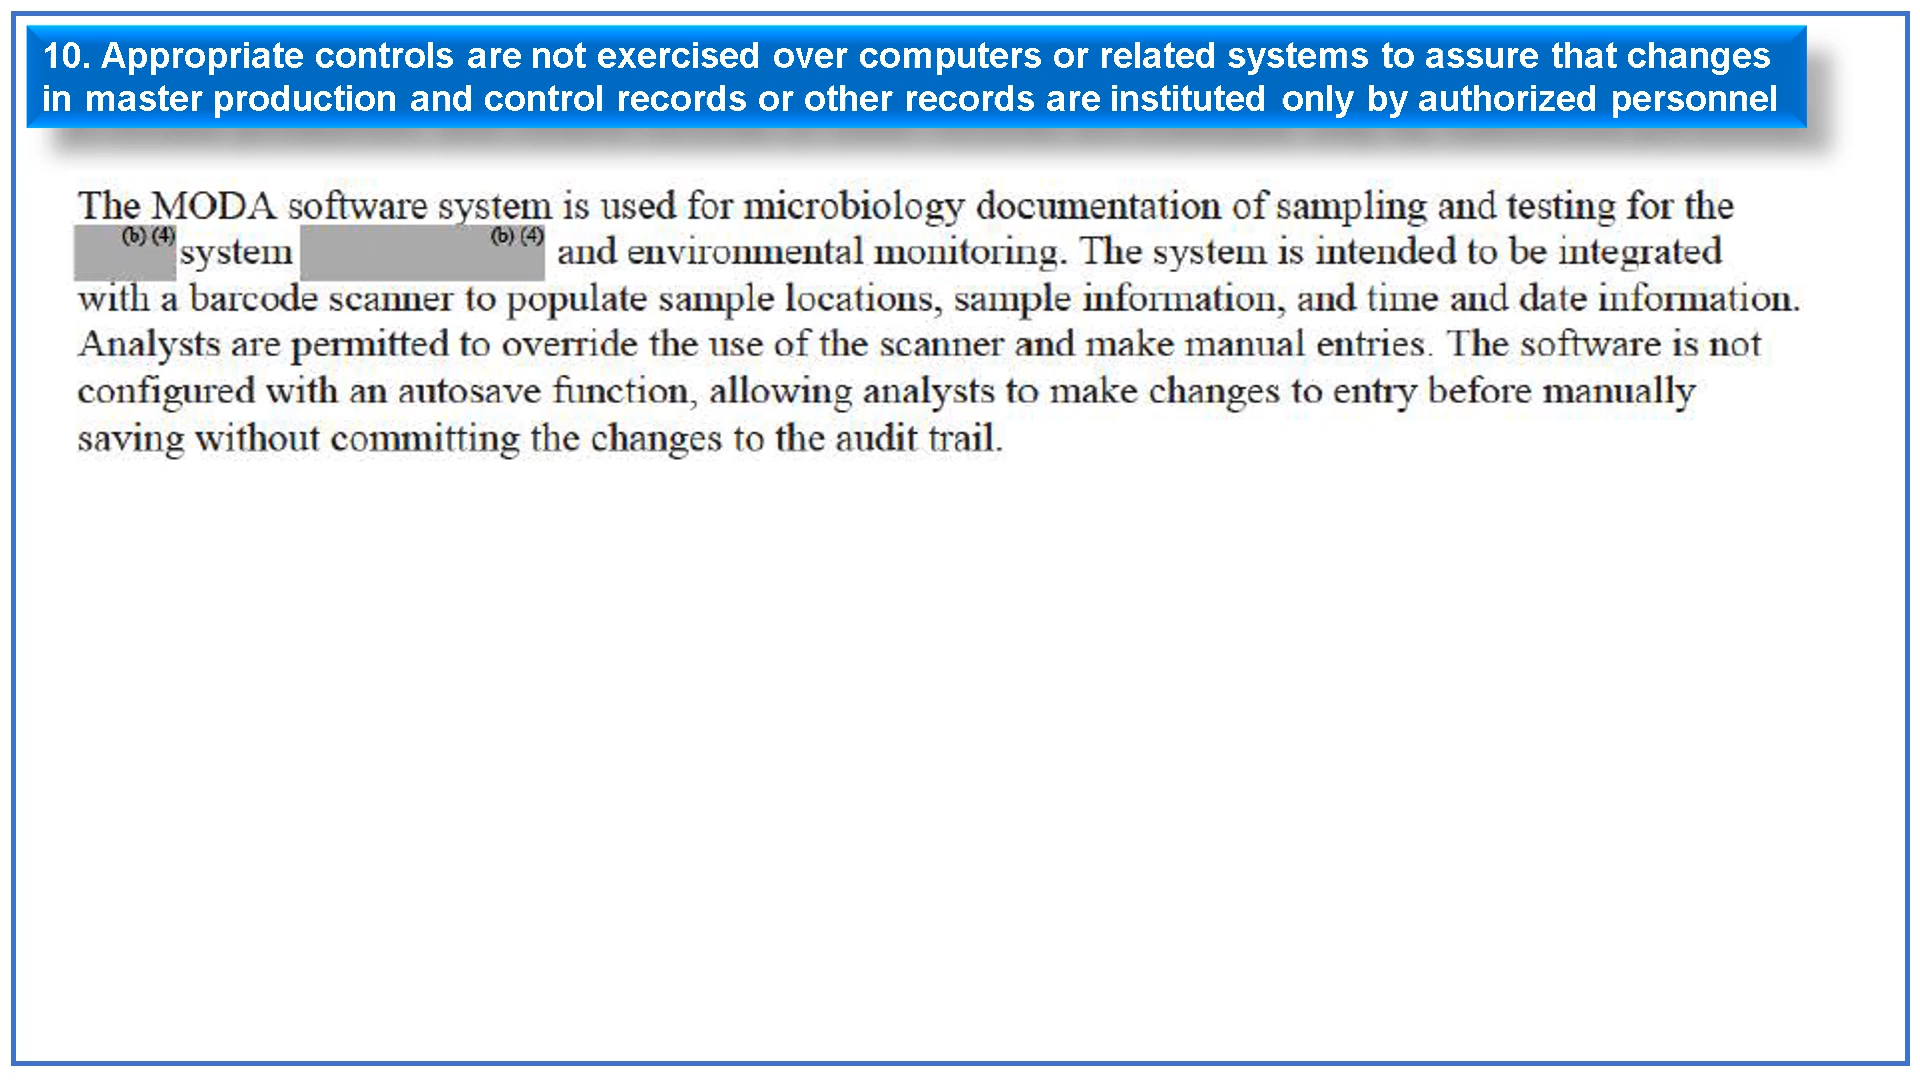 10. Appropriate controls are not exercised over computers or related systems to assure that changes
in master production and control records or other records are instituted only by authorized personnel
The MODA software system is used for microbiology documentation of sampling and testing for the
(b) (4) system (b) (4) and environmental monitoring. The system is intended to be integrated
with a barcode scanner to populate sample locations, sample information, and time and date information.
Analysts are permitted to override the use of the scanner and make manual entries. The software is not
configured with an autosave function, allowing analysts to make changes to entry before manually
saving without committing the changes to the audit trail.